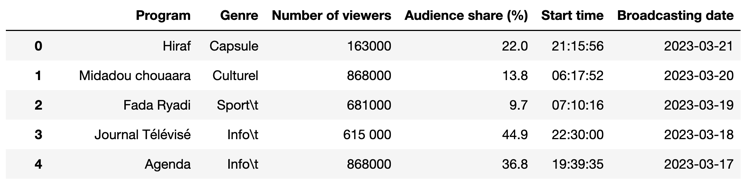 Program Genre Number of viewers Audience share (%) Start time Broadcasting date
0 Hiraf Capsule 163000 22.0 21:15:56 2023-03-21
1 Midadou chouaara Culturel 868000 13.8 06:17:52 2023-03-20
2 Fada Ryadi Sport\t 681000 9.7 07:10:16 2023-03-19
3 Journal Télévisé Info\t 615 000 44.9 22:30:00 2023-03-18
4 Agenda Info\t 868000 36.8 19:39:35 2023-03-17